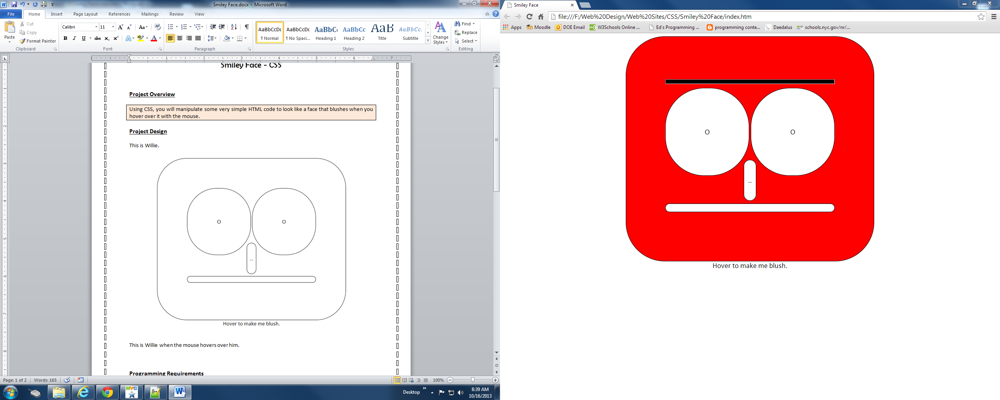 Smiley Face.docx - Microsoft Word
File Home Insert Page Layout References Mailings Review View
Paste
Cut
Copy
Format Painter
Clipboard
Calibri 11
Font
Paragraph
AaBbCcDc AaBbCcDc AaBbC AaBbCc AaB AaBbCc.
¶ Normal ¶ No Spaci... Heading 1 Heading 2 Title Subtitle
Change
Styles
Styles
Find
Replace
Select
Editing
Smiley Face - CSS
Project Overview
Using CSS, you will manipulate some very simple HTML code to look like a face that blushes when you
hover over it with the mouse.
Project Design
This is Willie.
O O
..
Hover to make me blush.
This is Willie when the mouse hovers over him.
Programming Requirements
Page: 1 of 2 Words: 165
100%
Desktop
8:39 AM
10/16/2013
Smiley Face
file:///F:/Web%20Design/Web%20Sites/CSS/Smiley%20Face/index.htm
Apps Moodle DOE Email W3Schools Online ... Ed's Programming ... programming conte... Daedalus schools.nyc.gov/nr/...
O O
..
Hover to make me blush.